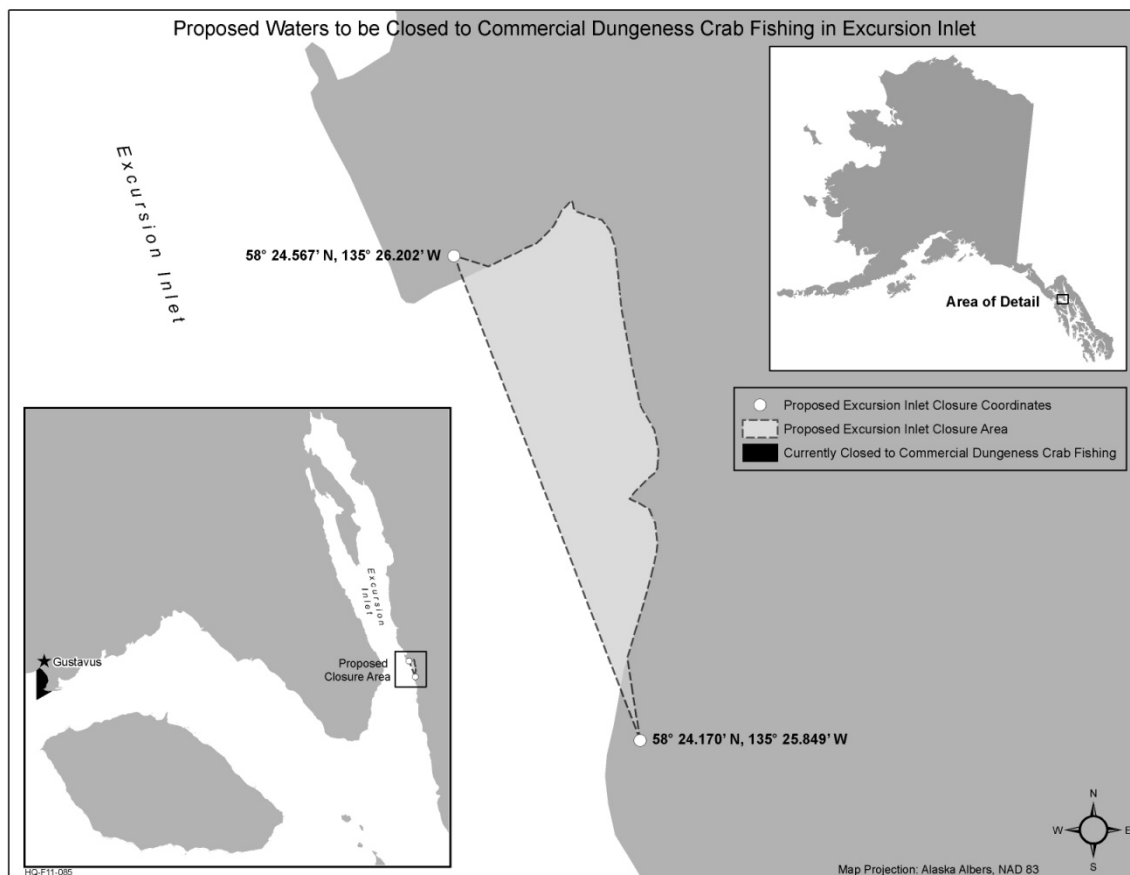 Proposed Waters to be Closed to Commercial Dungeness Crab Fishing in Excursion Inlet
Excursion Inlet
58° 24.567' N, 135° 26.202' W
Area of Detail
Proposed Excursion Inlet Closure Coordinates
Proposed Excursion Inlet Closure Area
Currently Closed to Commercial Dungeness Crab Fishing
Excursion
Inlet
Gustavus
Proposed
Closure Area
58° 24.170' N, 135° 25.849' W
N
W
E
S
HQ-F11-085
Map Projection: Alaska Albers, NAD 83